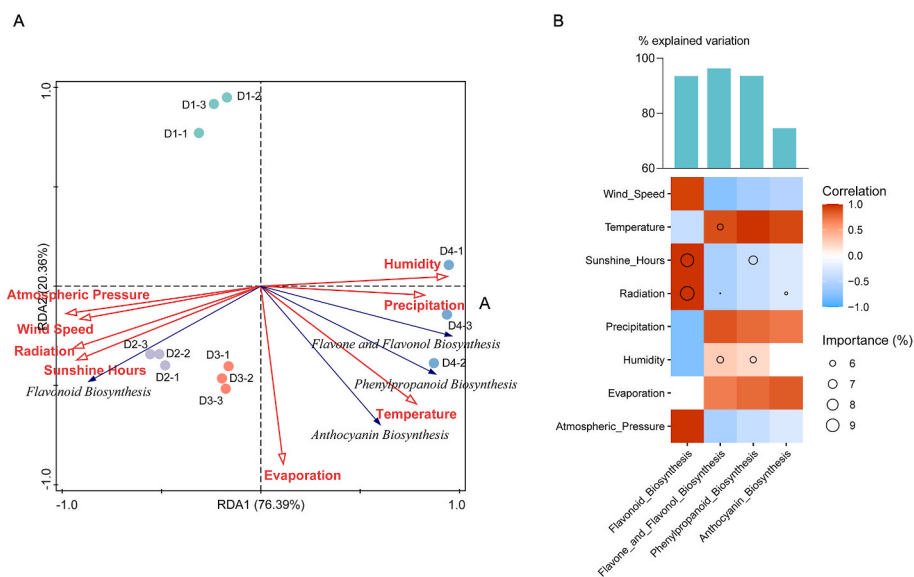 A
B
% explained variation
1.0
D1-3
D1-2
D1-1
RDA2 (20.36%)
D4-1
Humidity
Atmospheric Pressure
Precipitation
A
Wind Speed
D4-3
Flavone and Flavonol Biosynthesis
Radiation
D2-3
D2-2
D3-1
D4-2
Sunshine Hours
D2-1
D3-2
Phenylpropanoid Biosynthesis
Flavonoid Biosynthesis
D3-3
Temperature
Anthocyanin Biosynthesis
Evaporation
-1.0
-1.0
RDA1 (76.39%)
1.0
100
80
60
Wind_Speed
Temperature
Sunshine_Hours
Radiation
Precipitation
Humidity
Evaporation
Atmospheric_Pressure
Flavonoid_Biosynthesis
Flavone_and_Flavonol_Biosynthesis
Phenylpropanoid_Biosynthesis
Anthocyanin_Biosynthesis
Correlation
1.0
0.5
0.0
-0.5
-1.0
Importance (%)
6
7
8
9